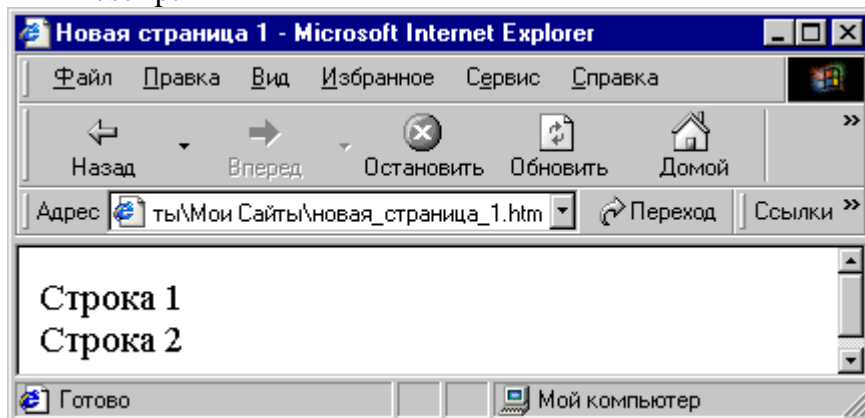 Новая страница 1 - Microsoft Internet Explorer
Файл Правка Вид Избранное Сервис Справка
»
Назад Вперед Остановить Обновить Домой
Адрес ты\Мои Сайты\новая_страница_1.htm Переход Ссылки »
Строка 1
Строка 2
Готово Мой компьютер